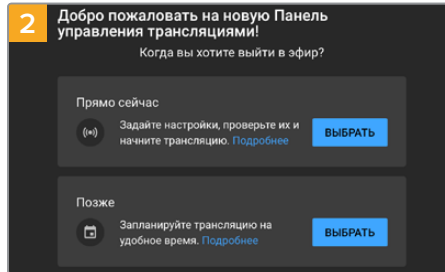 2
Добро пожаловать на новую Панель
управления трансляциями!
Когда вы хотите выйти в эфир?
Прямо сейчас
Задайте настройки, проверьте их и
начните трансляцию. Подробнее
ВЫБРАТЬ
Позже
Запланируйте трансляцию на
удобное время. Подробнее
ВЫБРАТЬ